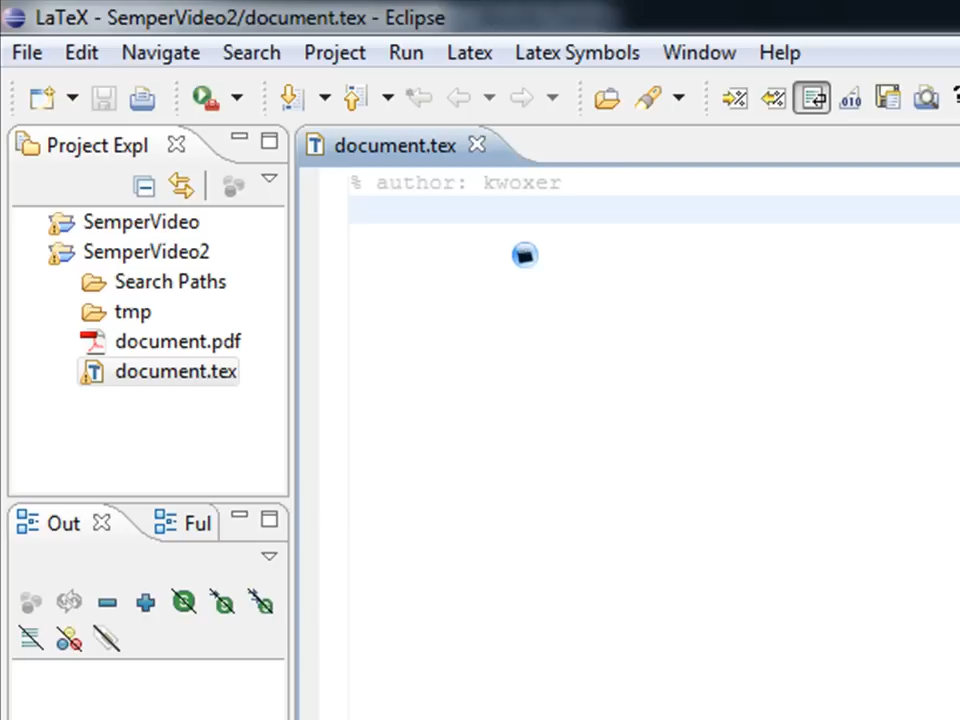 LaTeX - SemperVideo2/document.tex - Eclipse
File Edit Navigate Search Project Run Latex Latex Symbols Window Help
010 ?
Project Expl
document.tex
% author: kwoxer
SemperVideo
SemperVideo2
Search Paths
tmp
document.pdf
document.tex
Out Ful